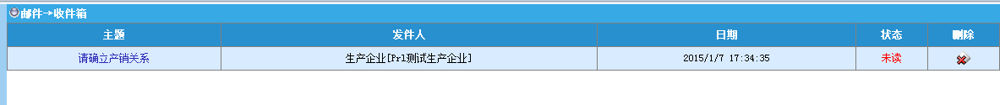 邮件→收件箱
主题 发件人 日期 状态 删除
请确立产销关系 生产企业[Prl测试生产企业] 2015/1/7 17:34:35 未读